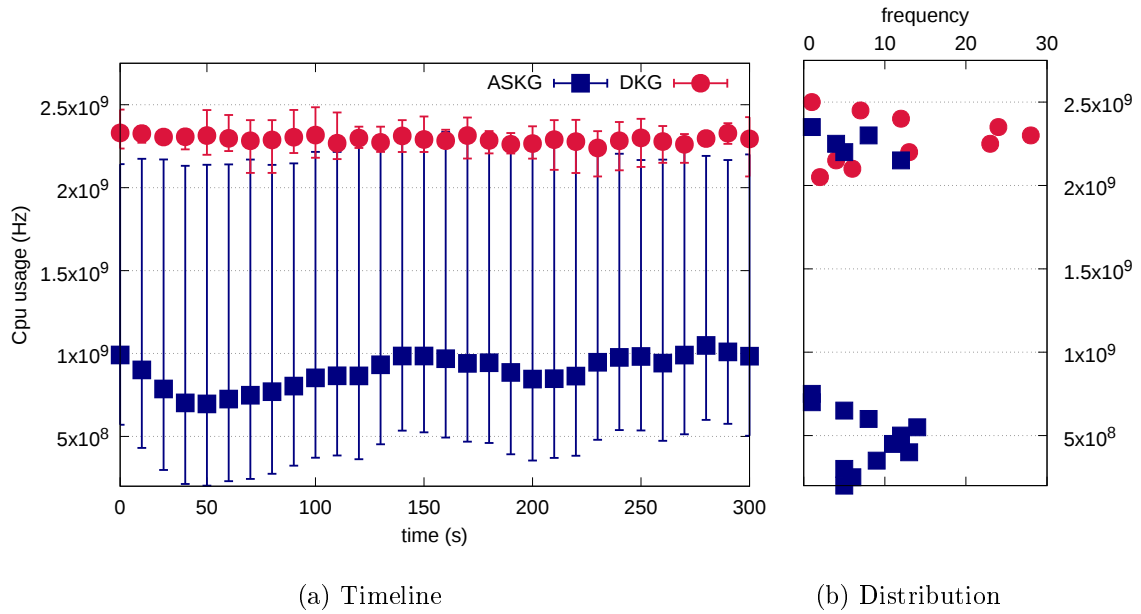 frequency
0 10 20 30
ASKG DKG
2.5x10⁹ 2.5x10⁹
2x10⁹ 2x10⁹
1.5x10⁹ 1.5x10⁹
1x10⁹ 1x10⁹
5x10⁸ 5x10⁸
Cpu usage (Hz)
0 50 100 150 200 250 300
time (s)
(a) Timeline (b) Distribution